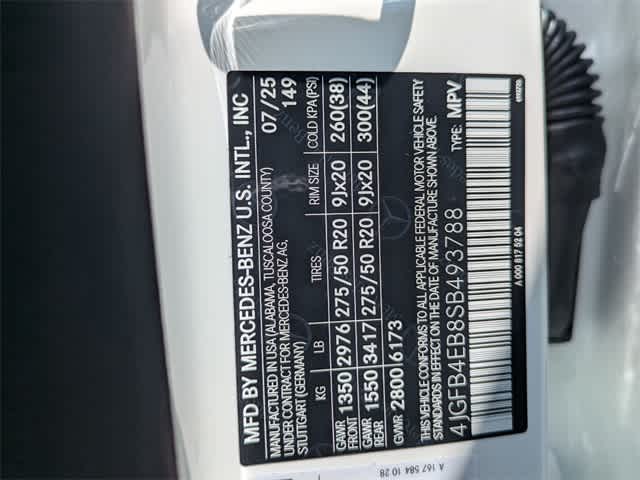 MFD BY MERCEDES-BENZ U.S. INTL., INC
MANUFACTURED IN USA (ALABAMA, TUSCALOOSA COUNTY) 07/25
UNDER CONTRACT FOR MERCEDES-BENZ AG, 149
STUTTGART (GERMANY)
KG LB TIRES RIM SIZE COLD KPA(PSI)
GAWR FRONT 1350 2976 275/50 R20 9Jx20 260(38)
GAWR REAR 1550 3417 275/50 R20 9Jx20 300(44)
GVWR 2800 6173
THIS VEHICLE CONFORMS TO ALL APPLICABLE FEDERAL MOTOR VEHICLE SAFETY
STANDARDS IN EFFECT ON THE DATE OF MANUFACTURE SHOWN ABOVE.
4JGFB4EB8SB493788 TYPE: MPV
A 000 817 52 04
A 167 584 10 28